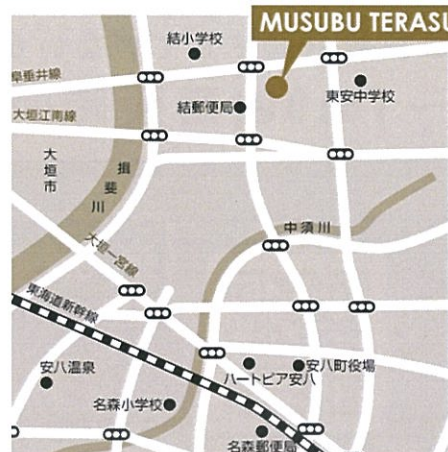 MUSUBU TERASU
結小学校
阜垂井線
東安中学校
結郵便局
大垣江南線
大垣市
揖斐川
中須川
大垣一宮線
東海道新幹線
安八温泉
ハートピア安八
安八町役場
名森小学校
名森郵便局